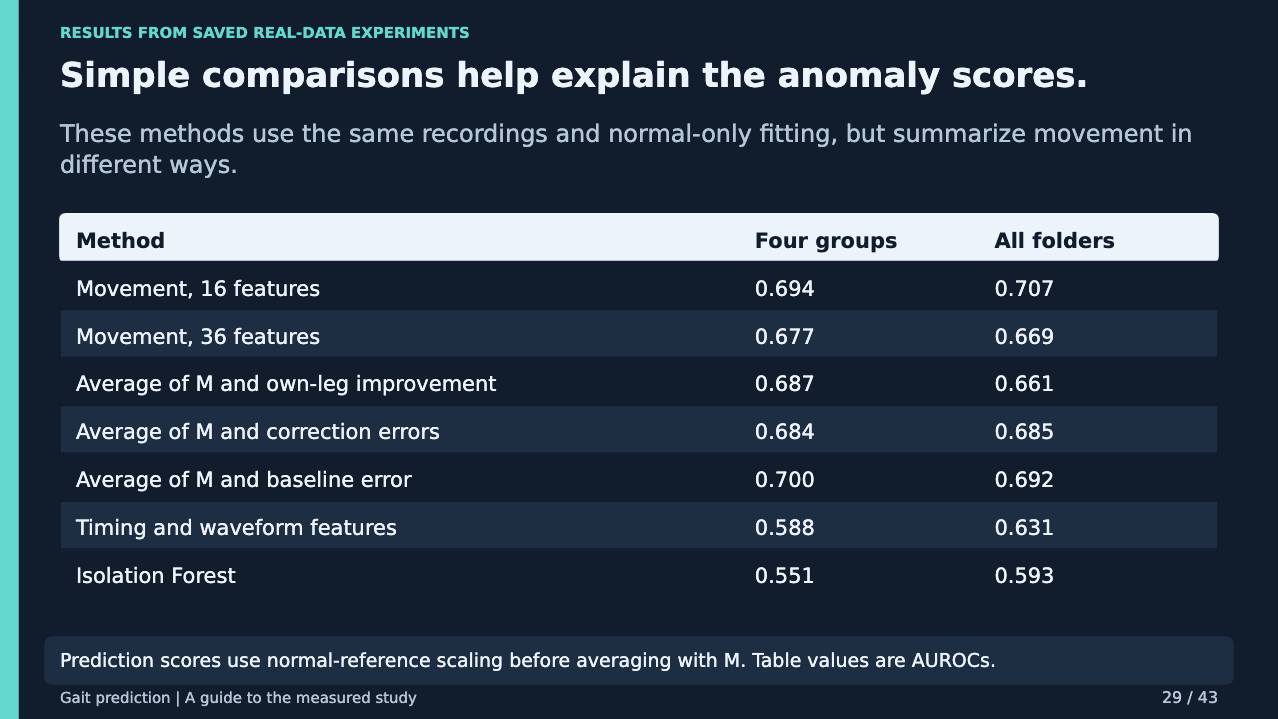 RESULTS FROM SAVED REAL-DATA EXPERIMENTS
Simple comparisons help explain the anomaly scores.
These methods use the same recordings and normal-only fitting, but summarize movement in
different ways.
Method Four groups All folders
Movement, 16 features 0.694 0.707
Movement, 36 features 0.677 0.669
Average of M and own-leg improvement 0.687 0.661
Average of M and correction errors 0.684 0.685
Average of M and baseline error 0.700 0.692
Timing and waveform features 0.588 0.631
Isolation Forest 0.551 0.593
Prediction scores use normal-reference scaling before averaging with M. Table values are AUROCs.
Gait prediction | A guide to the measured study 29 / 43